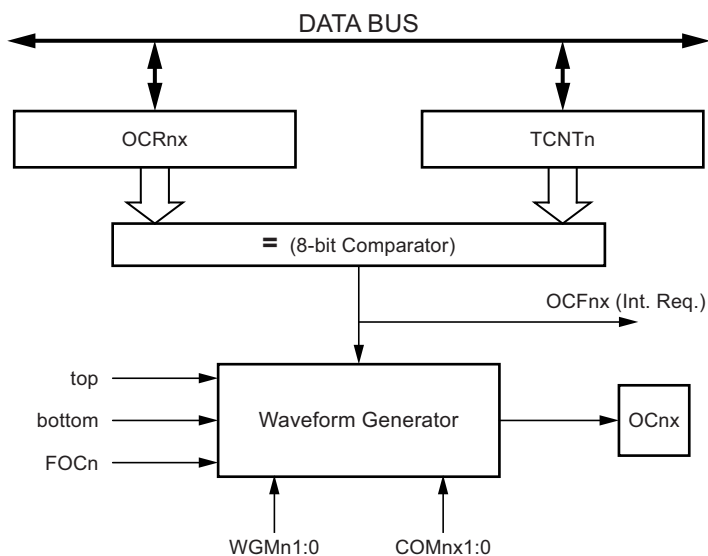 DATA BUS
OCRnx
TCNTn
= (8-bit Comparator)
OCFnx (Int. Req.)
top
bottom
FOCn
Waveform Generator
OCnx
WGMn1:0
COMnx1:0